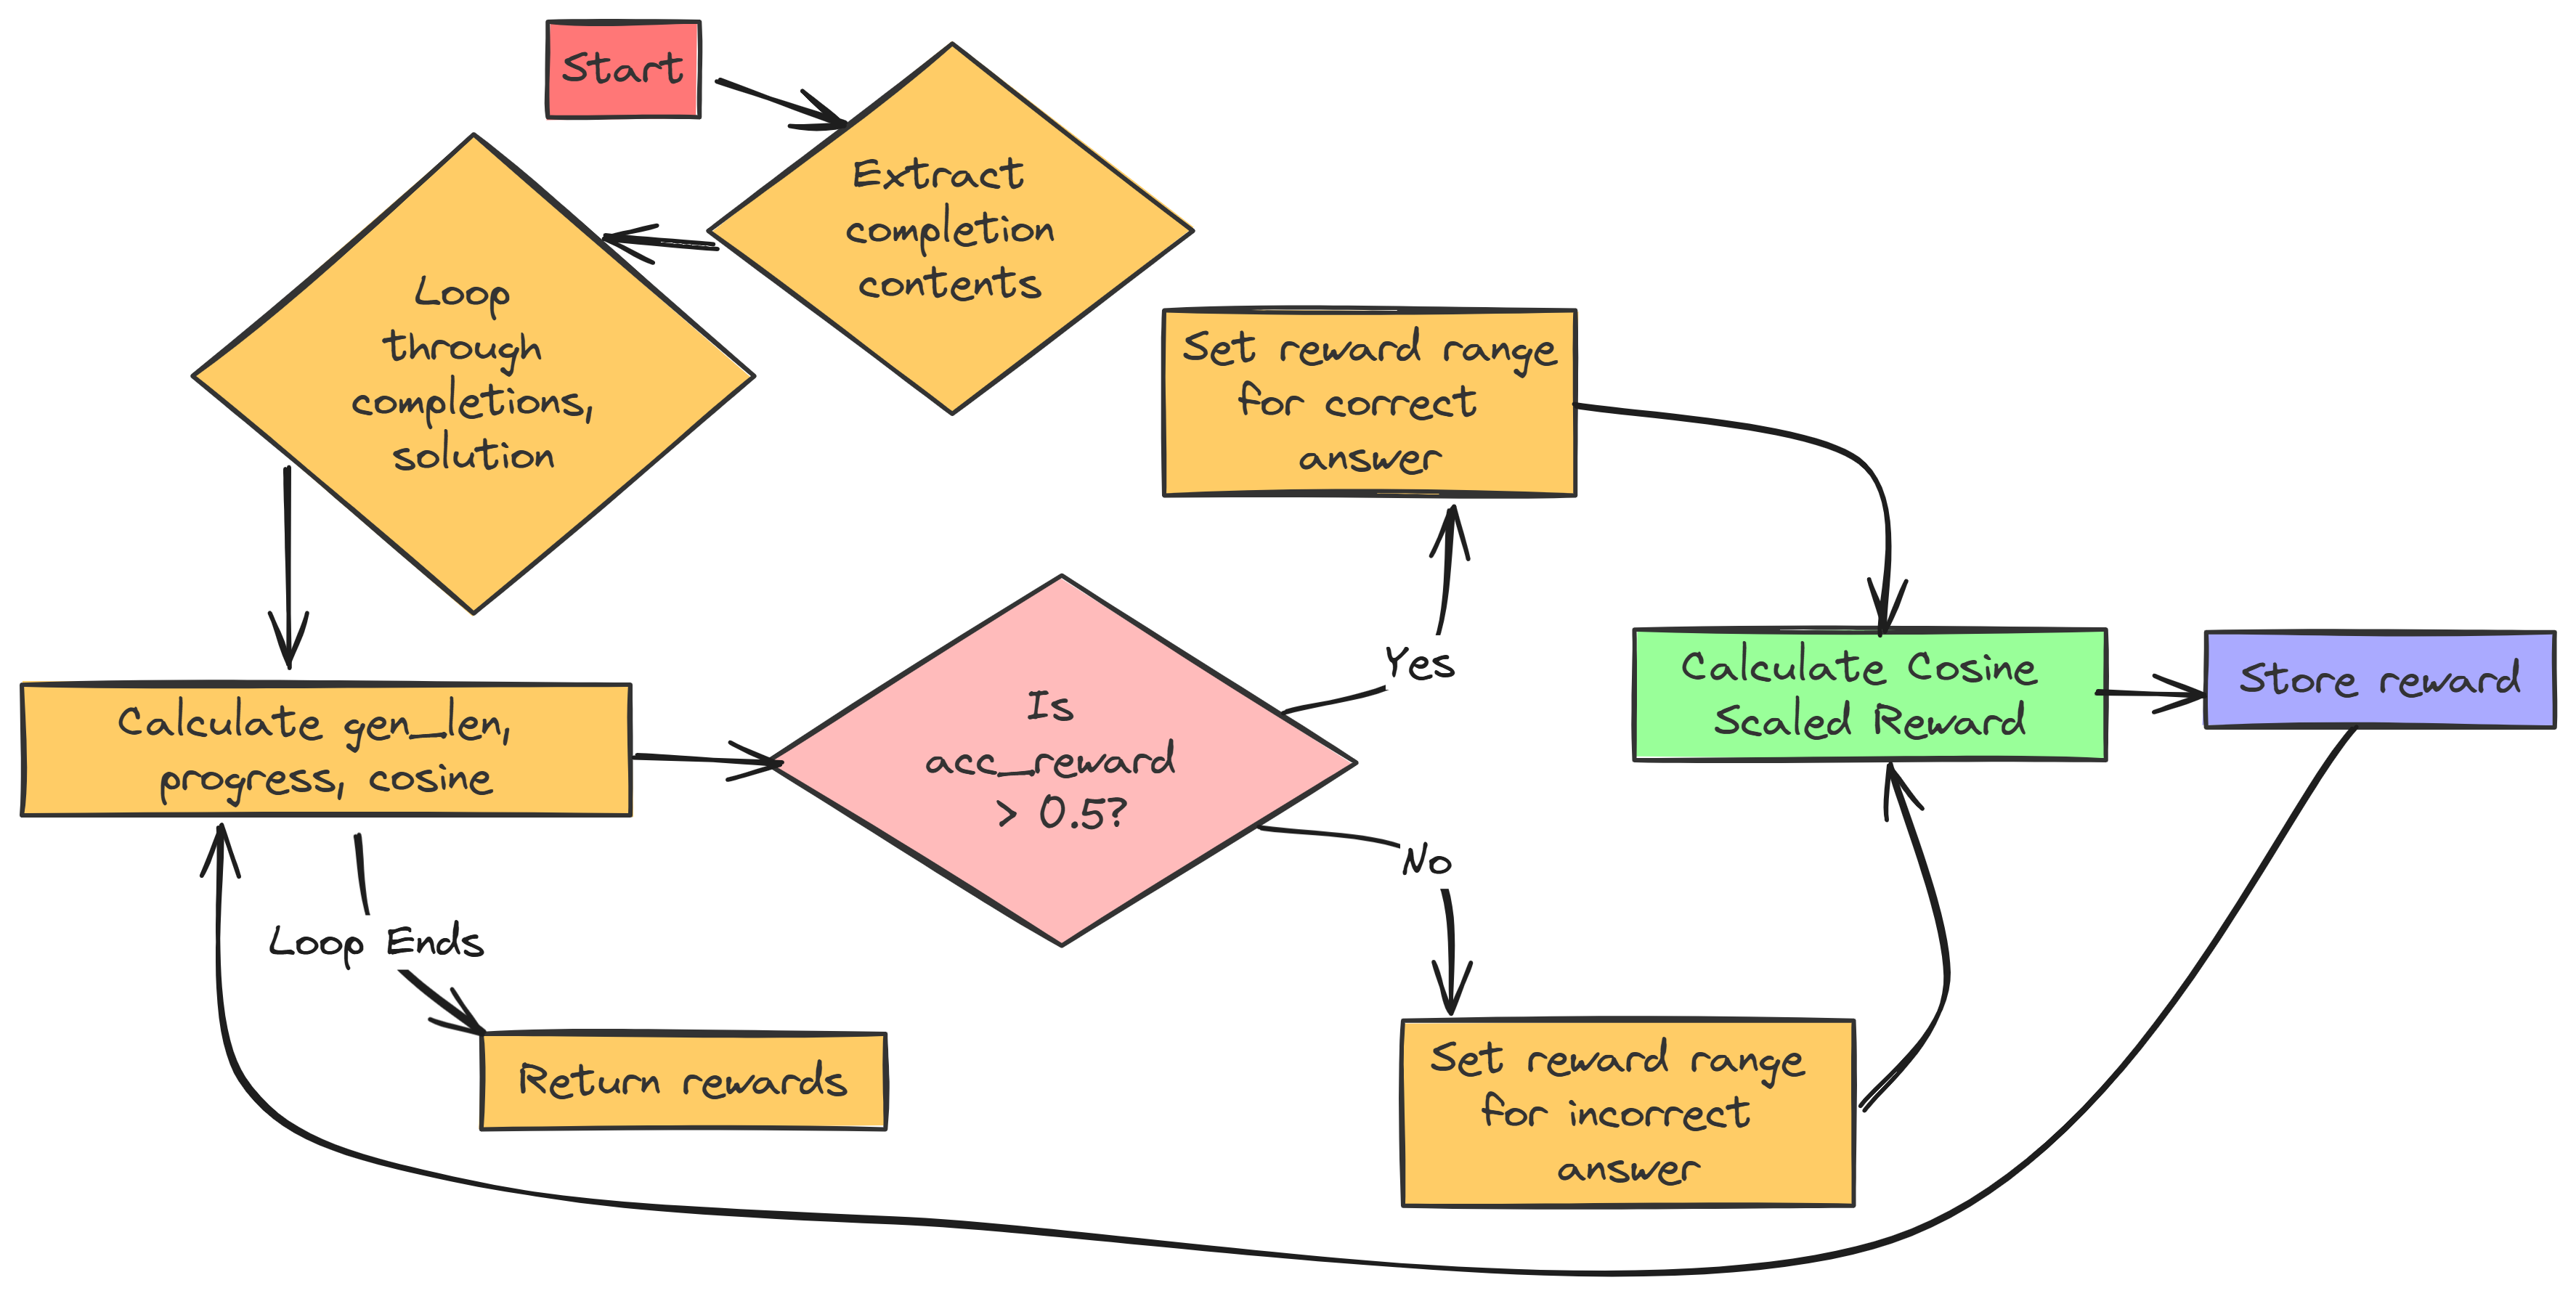 Start
Extract
completion
contents
Loop
through
completions,
solution
Calculate gen_len,
progress, cosine
Is
acc_reward
> 0.5?
Yes
No
Set reward range
for correct
answer
Set reward range
for incorrect
answer
Calculate Cosine
Scaled Reward
Store reward
Loop Ends
Return rewards